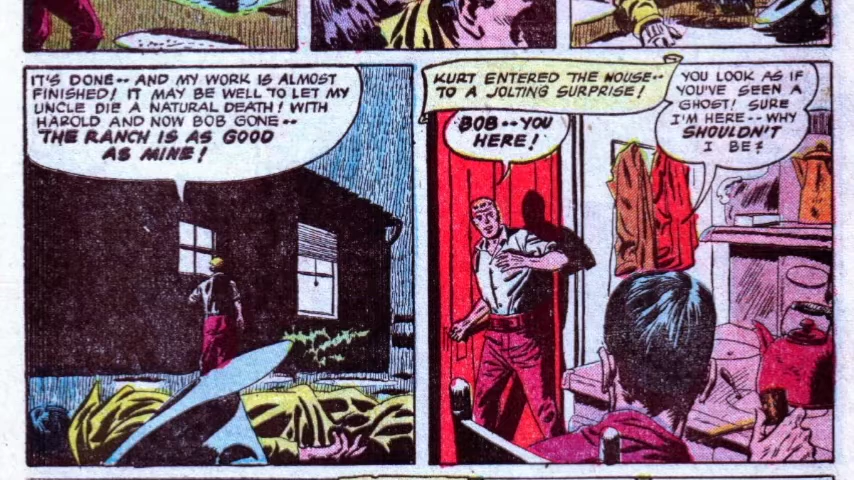 IT'S DONE-- AND MY WORK IS ALMOST
FINISHED! IT MAY BE WELL TO LET MY
UNCLE DIE A NATURAL DEATH! WITH
HAROLD AND NOW BOB GONE--
THE RANCH IS AS GOOD
AS MINE!
KURT ENTERED THE HOUSE--
TO A JOLTING SURPRISE!
BOB--YOU
HERE!
YOU LOOK AS IF
YOU'VE SEEN A
GHOST! SURE
I'M HERE--WHY
SHOULDN'T
I BE?